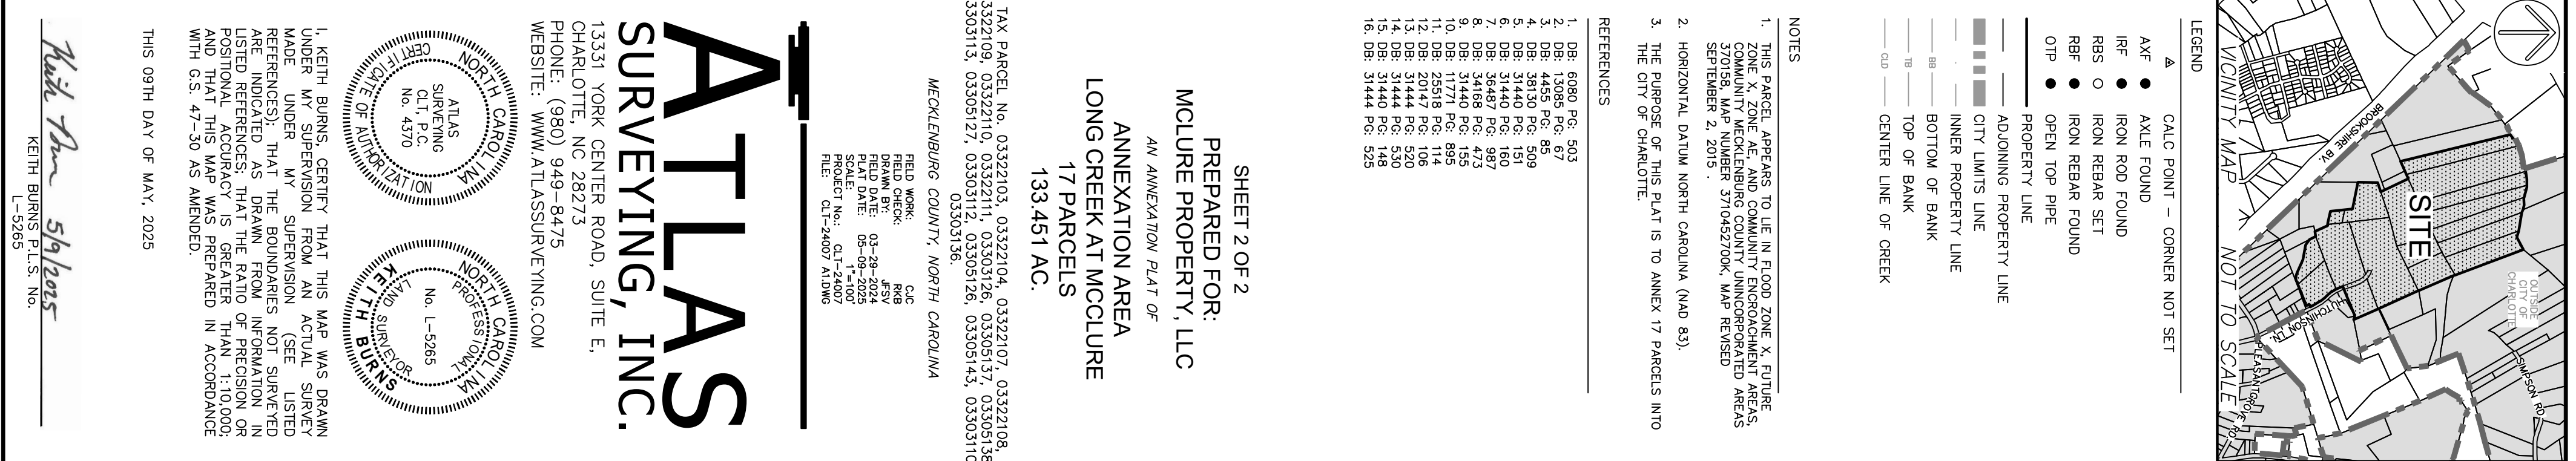 BROOKSHIRE BV.
SITE
OUTSIDE
CITY OF
CHARLOTTE
HUTCHINSON LN.
SIMPSON RD
PLEASANT GROVE RD
VICINITY MAP
NOT TO SCALE
LEGEND
CALC POINT – CORNER NOT SET
AXF AXLE FOUND
IRF IRON ROD FOUND
RBS IRON REBAR SET
RBF IRON REBAR FOUND
OTP OPEN TOP PIPE
PROPERTY LINE
ADJOINING PROPERTY LINE
CITY LIMITS LINE
INNER PROPERTY LINE
BB BOTTOM OF BANK
TB TOP OF BANK
CLD CENTER LINE OF CREEK
NOTES
1. THIS PARCEL APPEARS TO LIE IN FLOOD ZONE X, FUTURE
ZONE X, ZONE AE, AND COMMUNITY ENCROACHMENT AREAS,
COMMUNITY MECKLENBURG COUNTY UNINCORPORATED AREAS
370158, MAP NUMBER 3710452700K, MAP REVISED
SEPTEMBER 2, 2015 .
2. HORIZONTAL DATUM NORTH CAROLINA (NAD 83).
3. THE PURPOSE OF THIS PLAT IS TO ANNEX 17 PARCELS INTO
THE CITY OF CHARLOTTE.
REFERENCES
1. DB: 6080 PG: 503
2. DB: 13085 PG: 67
3. DB: 4455 PG: 85
4. DB: 38130 PG: 509
5. DB: 31440 PG: 151
6. DB: 31440 PG: 160
7. DB: 36487 PG: 987
8. DB: 34168 PG: 473
9. DB: 31440 PG: 155
10. DB: 11771 PG: 895
11. DB: 25518 PG: 114
12. DB: 20147 PG: 106
13. DB: 31444 PG: 520
14. DB: 31444 PG: 530
15. DB: 31440 PG: 148
16. DB: 31444 PG: 525
SHEET 2 OF 2
PREPARED FOR:
MCLURE PROPERTY, LLC
AN ANNEXATION PLAT OF
ANNEXATION AREA
LONG CREEK AT MCCLURE
17 PARCELS
133.451 AC.
TAX PARCEL No. 03322103, 03322104, 03322107, 03322108,
3322109, 03322110, 03322111, 03303126, 03305137, 03305138
3303113, 03305127, 03303112, 03305126, 03305143, 0330311
03303136.
MECKLENBURG COUNTY, NORTH CAROLINA
FIELD WORK: CJC
FIELD CHECK: RKB
DRAWN BY: JFSV
FIELD DATE: 03-29-2024
PLAT DATE: 05-09-2025
SCALE: 1"=100'
PROJECT No.: CLT-24007
FILE: CLT-24007 A1.DWG
ATLAS
SURVEYING, INC.
13331 YORK CENTER ROAD, SUITE E,
CHARLOTTE, NC 28273
PHONE: (980) 949-8475
WEBSITE: WWW.ATLASSURVEYING.COM
NORTH CAROLINA
ATLAS
SURVEYING
CLT, P.C.
No. 4370
CERTIFICATE OF AUTHORIZATION
NORTH CAROLINA
PROFESSIONAL
No. L-5265
LAND SURVEYOR
KEITH BURNS
I, KEITH BURNS, CERTIFY THAT THIS MAP WAS DRAWN
UNDER MY SUPERVISION FROM AN ACTUAL SURVEY
MADE UNDER MY SUPERVISION (SEE LISTED
REFERENCES); THAT THE BOUNDARIES NOT SURVEYED
ARE INDICATED AS DRAWN FROM INFORMATION IN
LISTED REFERENCES; THAT THE RATIO OF PRECISION OR
POSITIONAL ACCURACY IS GREATER THAN 1:10,000;
AND THAT THIS MAP WAS PREPARED IN ACCORDANCE
WITH G.S. 47-30 AS AMENDED.
THIS 09TH DAY OF MAY, 2025
Keith Burns 5/9/2025
KEITH BURNS P.L.S. No.
L-5265